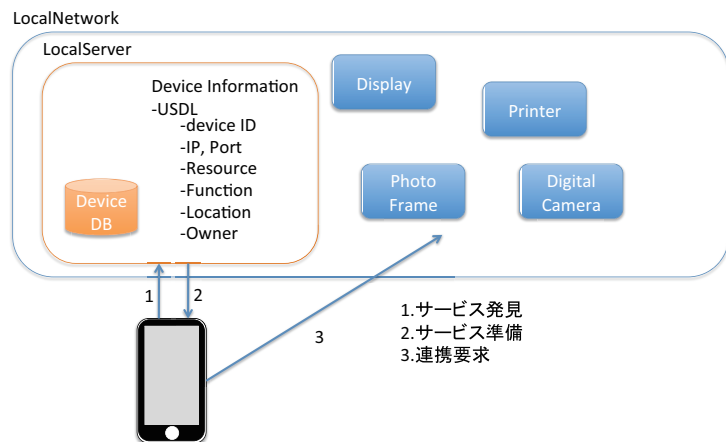 LocalNetwork
LocalServer
Device Information
-USDL
-device ID
-IP, Port
-Resource
-Function
-Location
-Owner
Device
DB
Display
Printer
Photo
Frame
Digital
Camera
1
2
3
1.サービス発見
2.サービス準備
3.連携要求